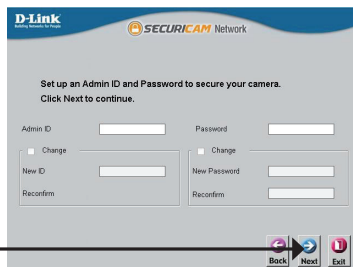 D-Link
Building Networks for People
SECURICAM Network
Set up an Admin ID and Password to secure your camera.
Click Next to continue.
Admin ID
Password
Change
Change
New ID
New Password
Reconfirm
Reconfirm
Back
Next
Exit